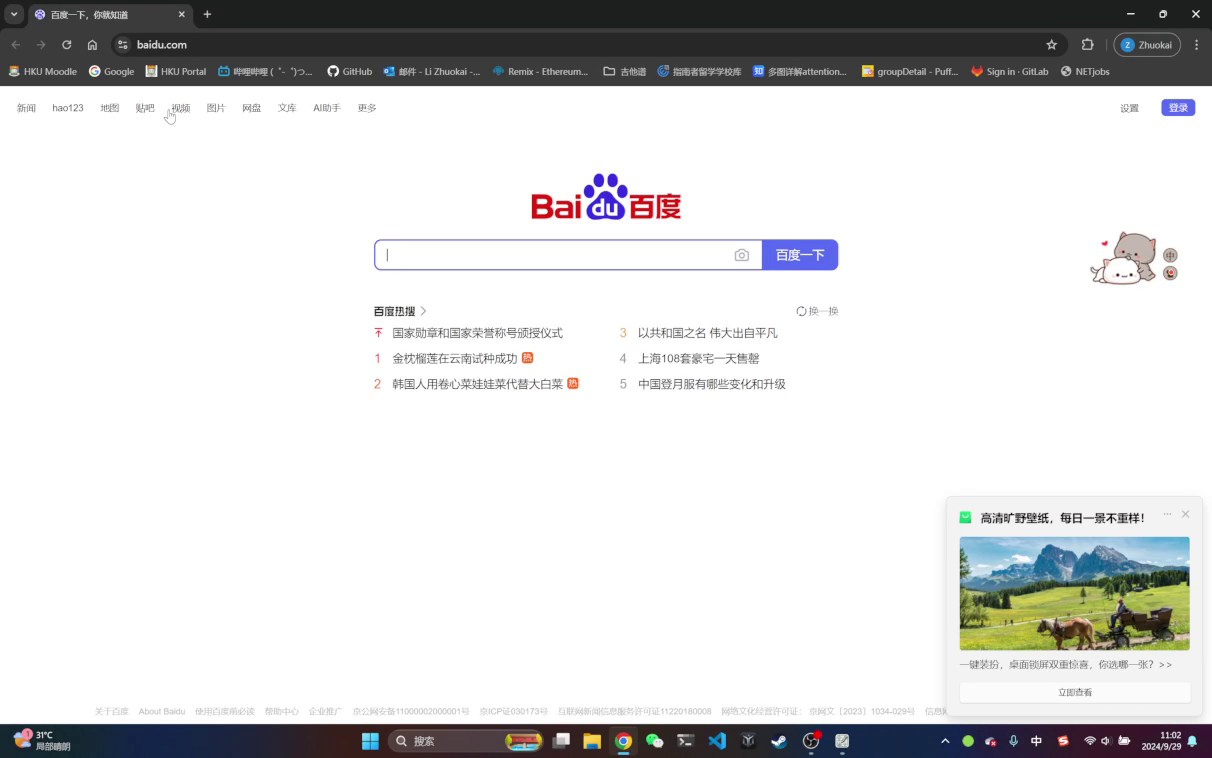 百度一下，你就知道
baidu.com
Zhuokai
HKU Moodle
Google
HKU Portal
哔哩哔哩 ( ゜- ゜)つ...
GitHub
邮件 - Li Zhuokai -...
Remix - Ethereum...
吉他谱
指南者留学学校库
多图详解attention...
groupDetail - Puff...
Sign in · GitLab
NETjobs
新闻
hao123
地图
贴吧
视频
图片
网盘
文库
AI助手
更多
设置
登录
Bai du 百度
百度一下
中
百度热搜
换一换
国家勋章和国家荣誉称号颁授仪式
3 以共和国之名 伟大出自平凡
1 金枕榴莲在云南试种成功 热
4 上海108套豪宅一天售罄
2 韩国人用卷心菜娃娃菜代替大白菜 热
5 中国登月服有哪些变化和升级
高清旷野壁纸，每日一景不重样！
一键装扮，桌面锁屏双重惊喜，你选哪一张？>>
立即查看
关于百度
About Baidu
使用百度前必读
帮助中心
企业推广
京公网安备11000002000001号
京ICP证030173号
互联网新闻信息服务许可证11220180008
网络文化经营许可证： 京网文〔2023〕1034-029号
信息网
31°C
局部晴朗
搜索
中
11:02
2024/9/29